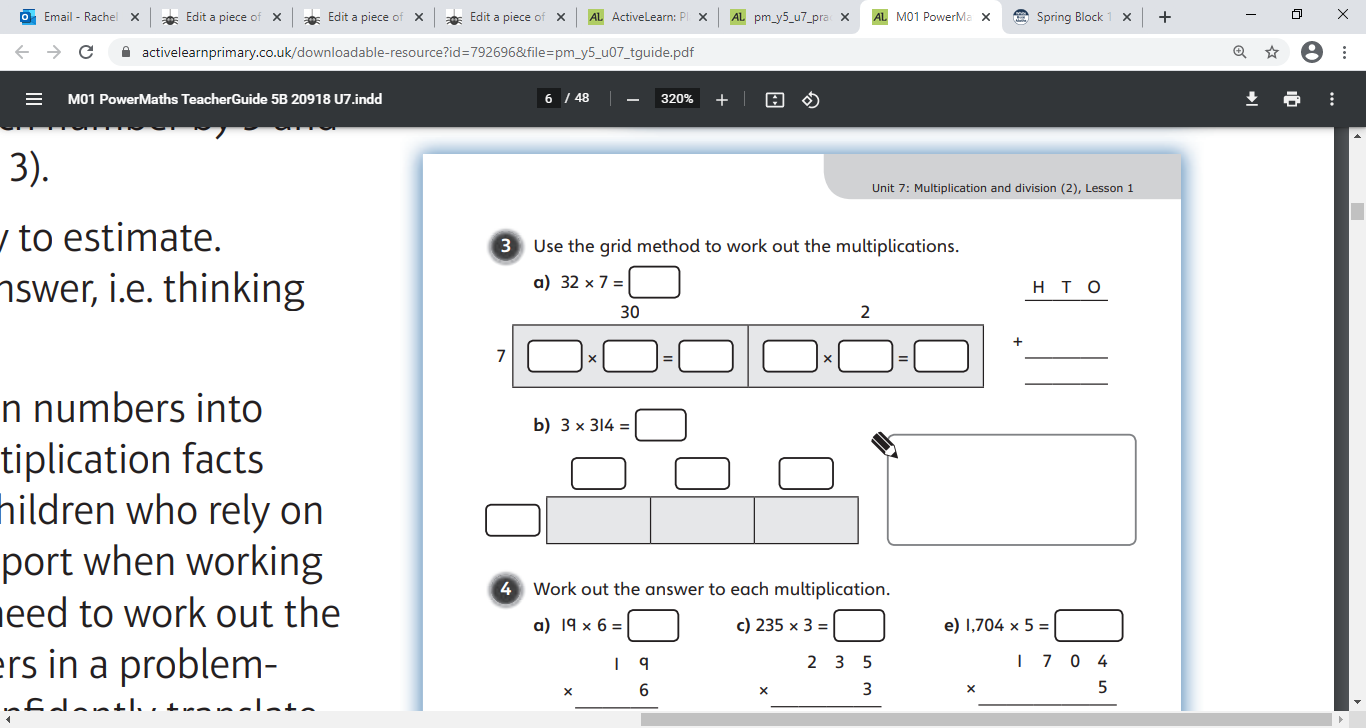 Email - Rachel
Edit a piece of
Edit a piece of
Edit a piece of
AL ActiveLearn: P
AL pm_y5_u7_pra
AL M01 PowerMa
Spring Block 1
activelearnprimary.co.uk/downloadable-resource?id=792696&file=pm_y5_u07_tguide.pdf
M01 PowerMaths TeacherGuide 5B 20918 U7.indd
6 / 48
320%
3).
y to estimate.
nswer, i.e. thinking
n numbers into
tiplication facts
hildren who rely on
port when working
need to work out the
ers in a problem-
nfidently translate
Unit 7: Multiplication and division (2), Lesson 1
3 Use the grid method to work out the multiplications.
a) 32 × 7 =
H T O
30 2
7 × = × =
+
b) 3 × 314 =
4 Work out the answer to each multiplication.
a) 19 × 6 = c) 235 × 3 = e) 1,704 × 5 =
1 9 2 3 5 1 7 0 4
× 6 × 3 × 5